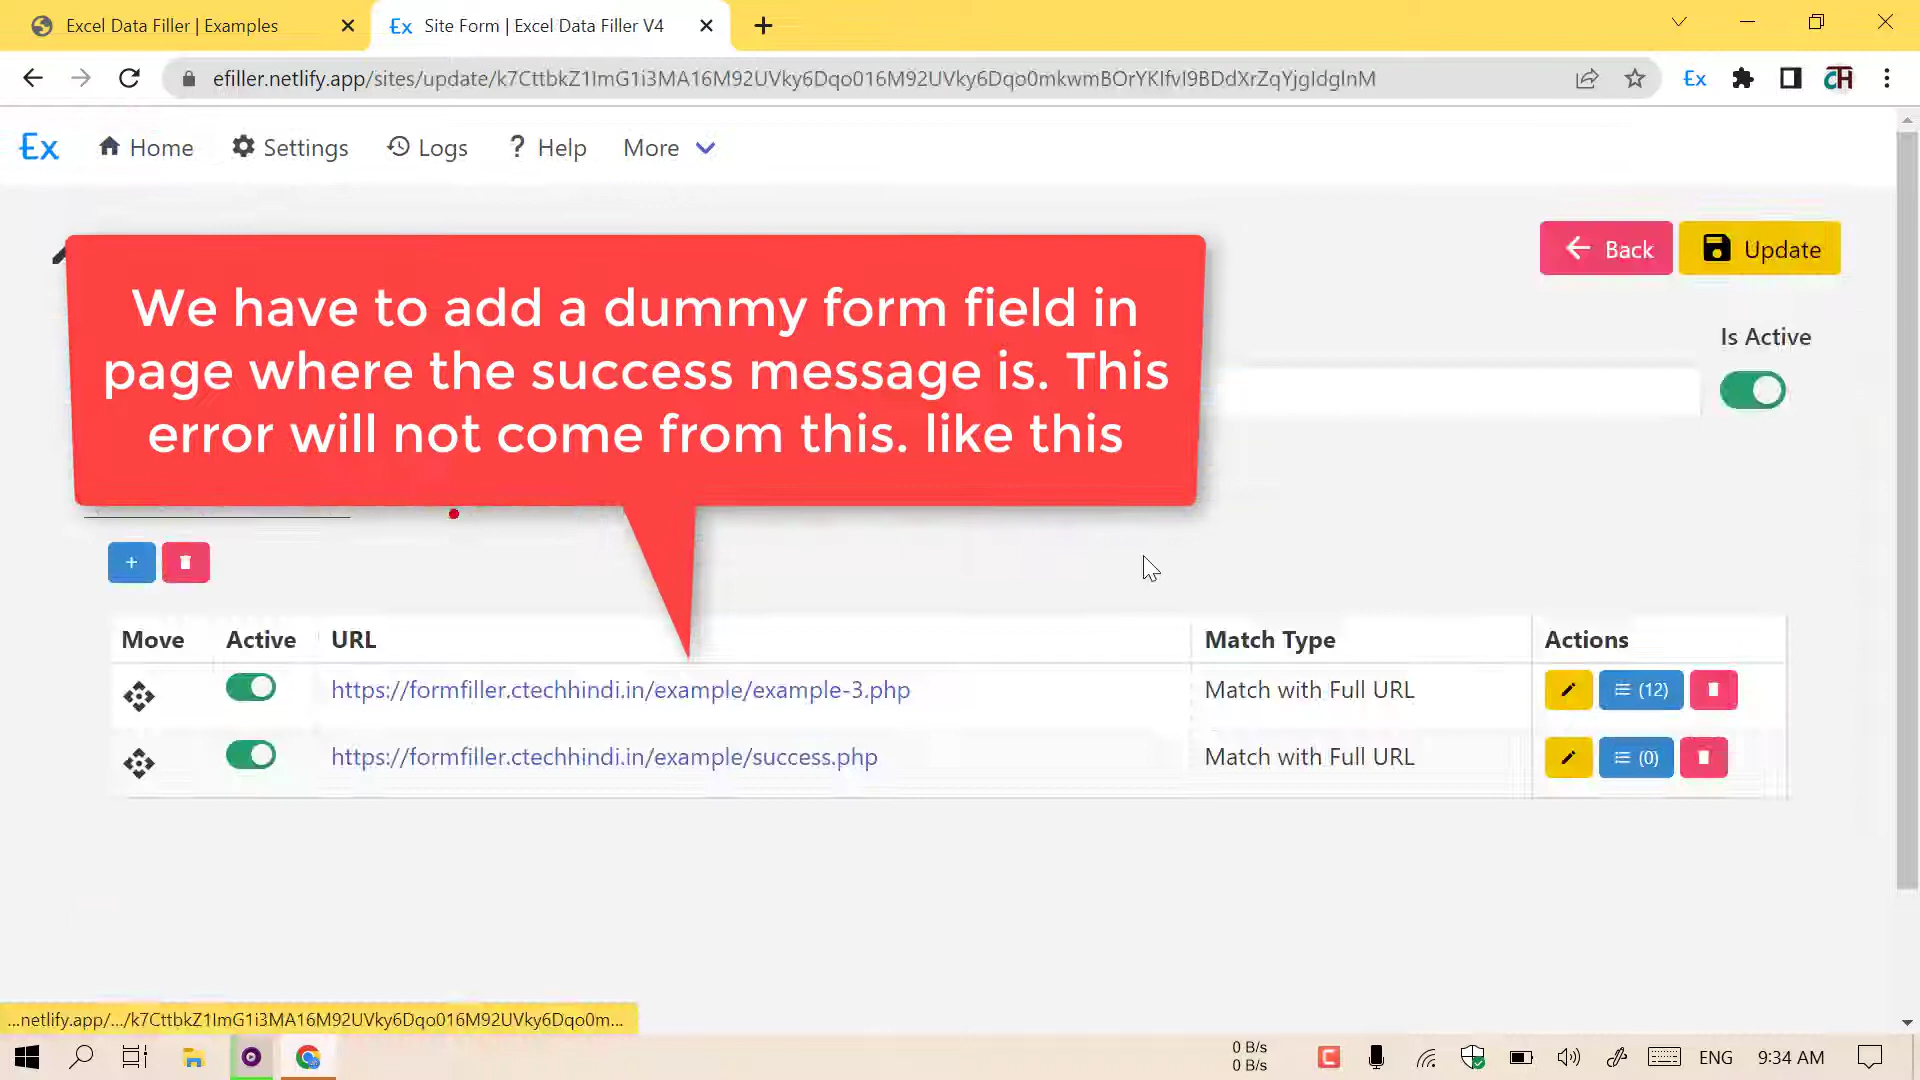 Excel Data Filler | Examples
Ex Site Form | Excel Data Filler V4
efiller.netlify.app/sites/update/k7CttbkZ1ImG1i3MA16M92UVky6Dqo016M92UVky6Dqo0mkwmBOrYKIfvI9BDdXrZqYjgIdgInM
Ex
Ex Home Settings Logs ? Help More
Back Update
We have to add a dummy form field in
page where the success message is. This
error will not come from this. like this
Is Active
+
Move Active URL Match Type Actions
https://formfiller.ctechhindi.in/example/example-3.php Match with Full URL (12)
https://formfiller.ctechhindi.in/example/success.php Match with Full URL (0)
...netlify.app/.../k7CttbkZ1ImG1i3MA16M92UVky6Dqo016M92UVky6Dqo0m...
0 B/s
0 B/s
ENG 9:34 AM